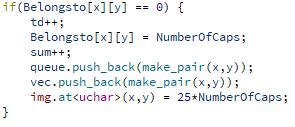 if(Belongsto[x][y] == 0) {
td++;
Belongsto[x][y] = NumberOfCaps;
sum++;
queue.push_back(make_pair(x,y));
vec.push_back(make_pair(x,y));
img.at<uchar>(x,y) = 25*NumberOfCaps;
}